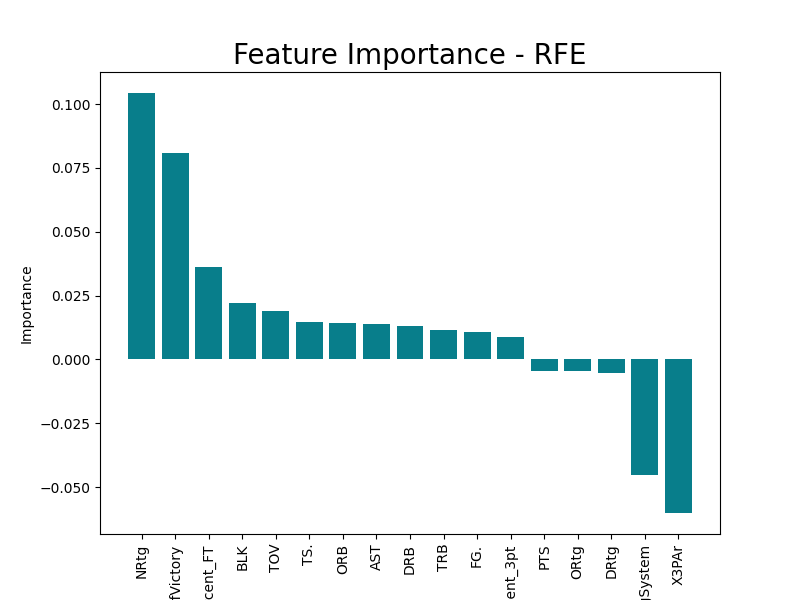 Feature Importance - RFE
Importance
0.100
0.075
0.050
0.025
0.000
−0.025
−0.050
NRtg
fVictory
cent_FT
BLK
TOV
TS.
ORB
AST
DRB
TRB
FG.
ent_3pt
PTS
ORtg
DRtg
gSystem
X3PAr